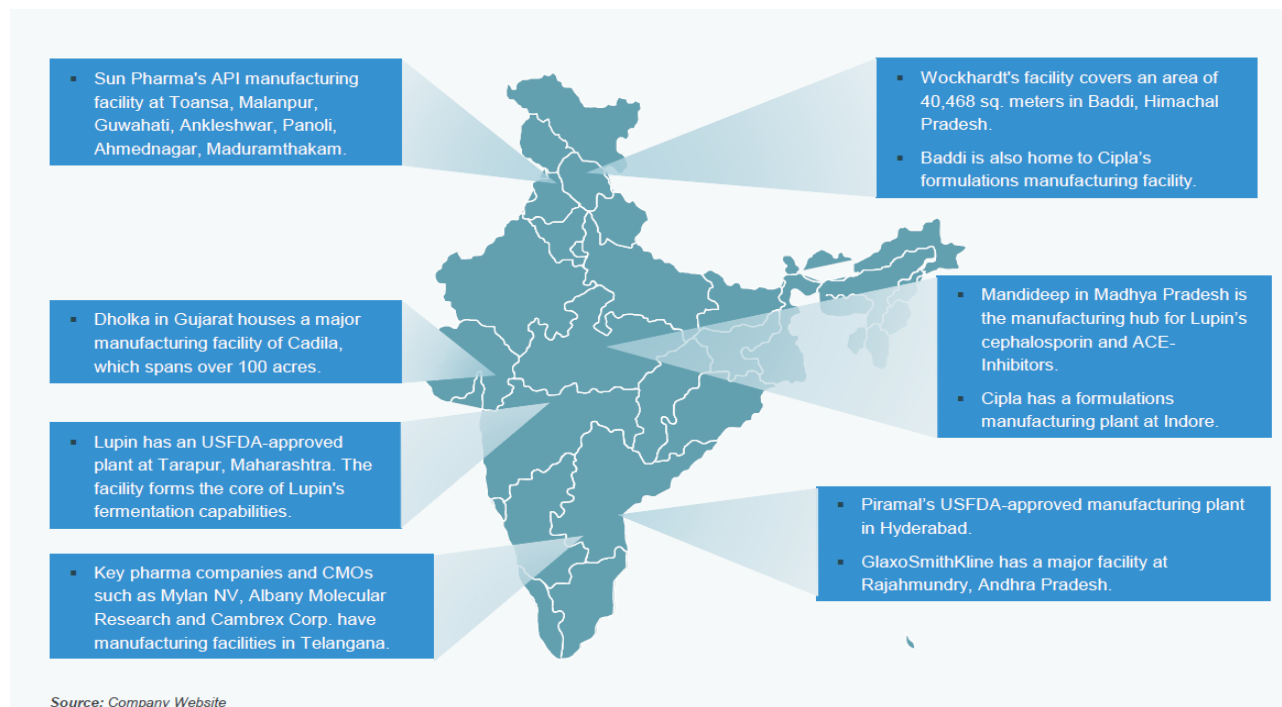 ▪ Sun Pharma's API manufacturing
facility at Toansa, Malanpur,
Guwahati, Ankleshwar, Panoli,
Ahmednagar, Maduramthakam.
▪ Wockhardt's facility covers an area of
40,468 sq. meters in Baddi, Himachal
Pradesh.
▪ Baddi is also home to Cipla’s
formulations manufacturing facility.
▪ Dholka in Gujarat houses a major
manufacturing facility of Cadila,
which spans over 100 acres.
▪ Mandideep in Madhya Pradesh is
the manufacturing hub for Lupin’s
cephalosporin and ACE-
Inhibitors.
▪ Cipla has a formulations
manufacturing plant at Indore.
▪ Lupin has an USFDA-approved
plant at Tarapur, Maharashtra. The
facility forms the core of Lupin's
fermentation capabilities.
▪ Piramal’s USFDA-approved manufacturing plant
in Hyderabad.
▪ GlaxoSmithKline has a major facility at
Rajahmundry, Andhra Pradesh.
▪ Key pharma companies and CMOs
such as Mylan NV, Albany Molecular
Research and Cambrex Corp. have
manufacturing facilities in Telangana.
Source: Company Website